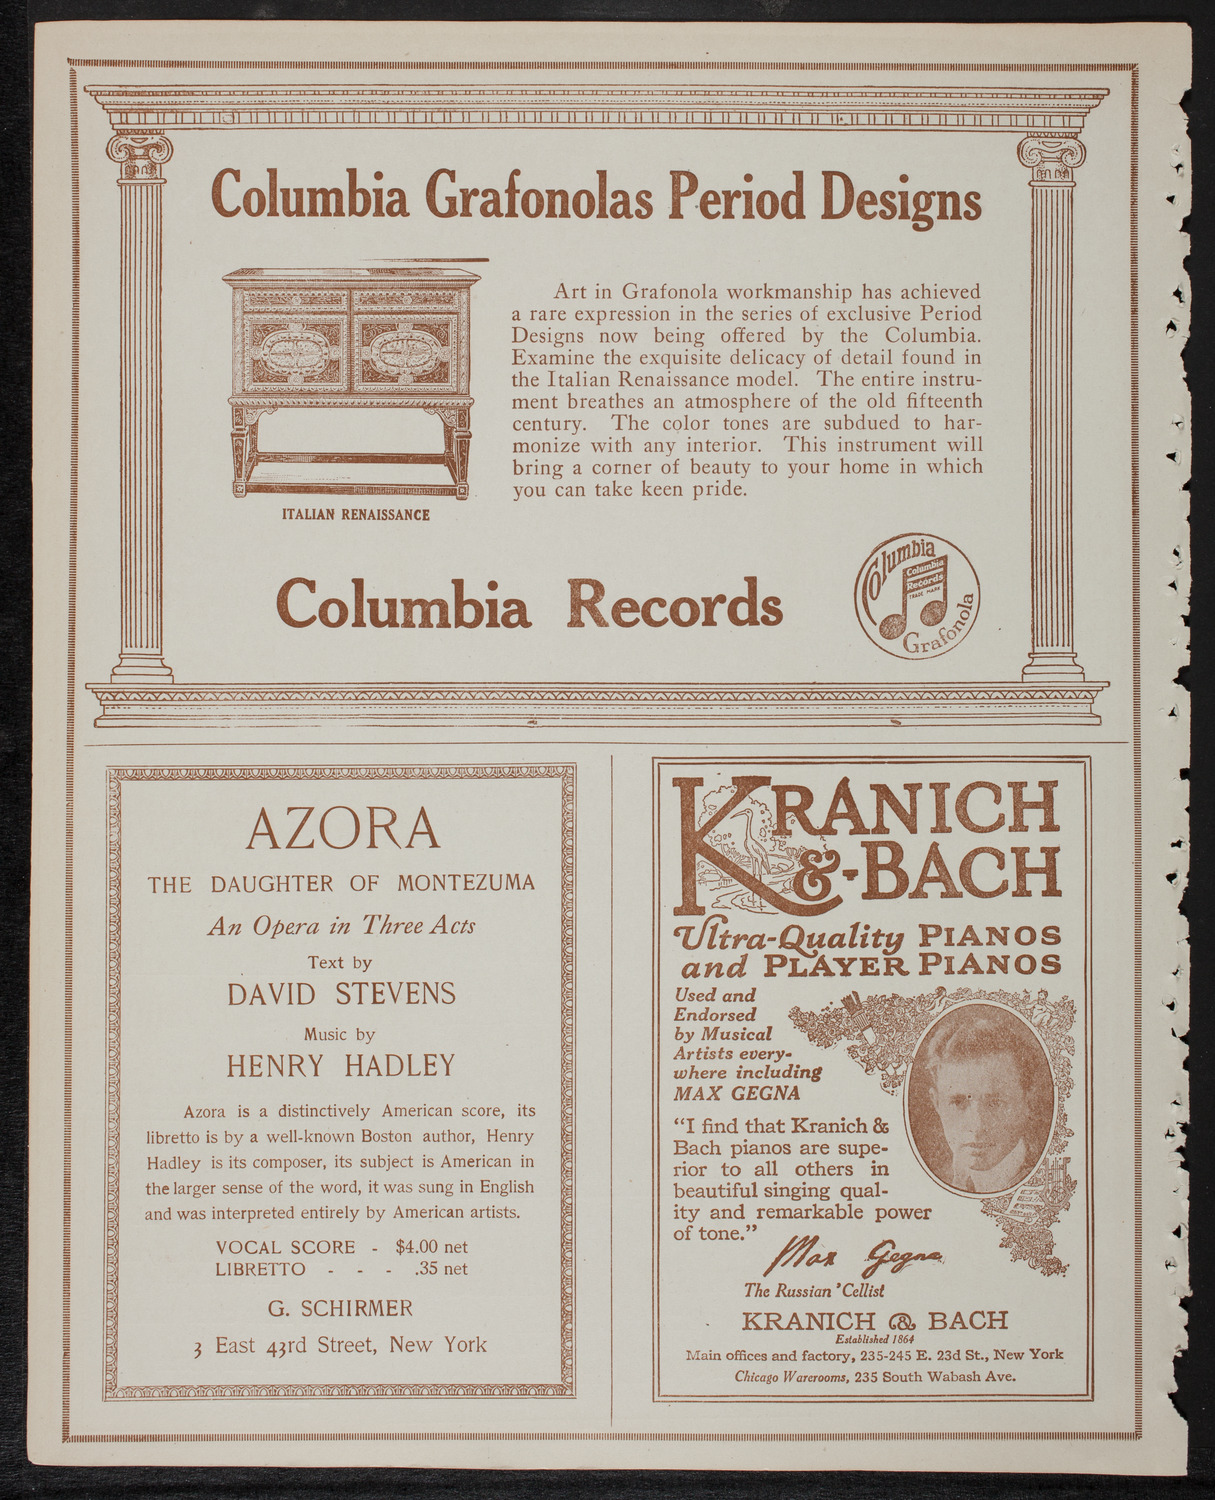 Columbia Grafonolas Period Designs
Art in Grafonola workmanship has achieved
a rare expression in the series of exclusive Period
Designs now being offered by the Columbia.
Examine the exquisite delicacy of detail found in
the Italian Renaissance model. The entire instru-
ment breathes an atmosphere of the old fifteenth
century. The color tones are subdued to har-
monize with any interior. This instrument will
bring a corner of beauty to your home in which
you can take keen pride.
ITALIAN RENAISSANCE
Columbia Records
Columbia
Columbia
Records
TRADE MARK
Grafonola
AZORA
THE DAUGHTER OF MONTEZUMA
An Opera in Three Acts
Text by
DAVID STEVENS
Music by
HENRY HADLEY
Azora is a distinctively American score, its
libretto is by a well-known Boston author, Henry
Hadley is its composer, its subject is American in
the larger sense of the word, it was sung in English
and was interpreted entirely by American artists.
VOCAL SCORE - $4.00 net
LIBRETTO - - - .35 net
G. SCHIRMER
3 East 43rd Street, New York
KRANICH
&-BACH
Ultra-Quality PIANOS
and PLAYER PIANOS
Used and
Endorsed
by Musical
Artists every-
where including
MAX GEGNA
"I find that Kranich &
Bach pianos are supe-
rior to all others in
beautiful singing qual-
ity and remarkable power
of tone."
Max Gegna
The Russian 'Cellist
KRANICH & BACH
Established 1864
Main offices and factory, 235-245 E. 23d St., New York
Chicago Warerooms, 235 South Wabash Ave.